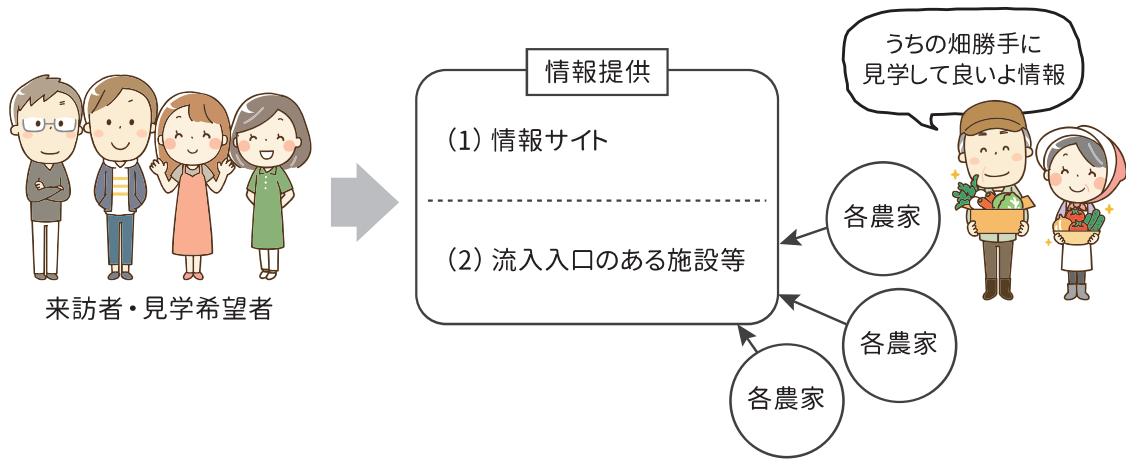 来訪者・見学希望者
情報提供
(1) 情報サイト
(2) 流入入口のある施設等
うちの畑勝手に
見学して良いよ情報
各農家
各農家
各農家